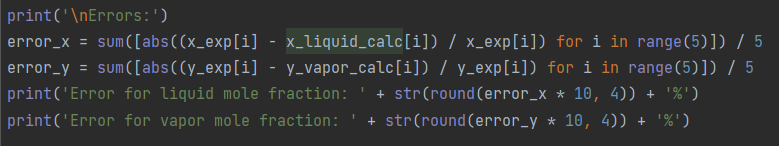 print('\nErrors:')
error_x = sum([abs((x_exp[i] - x_liquid_calc[i]) / x_exp[i]) for i in range(5)]) / 5
error_y = sum([abs((y_exp[i] - y_vapor_calc[i]) / y_exp[i]) for i in range(5)]) / 5
print('Error for liquid mole fraction: ' + str(round(error_x * 10, 4)) + '%')
print('Error for vapor mole fraction: ' + str(round(error_y * 10, 4)) + '%')